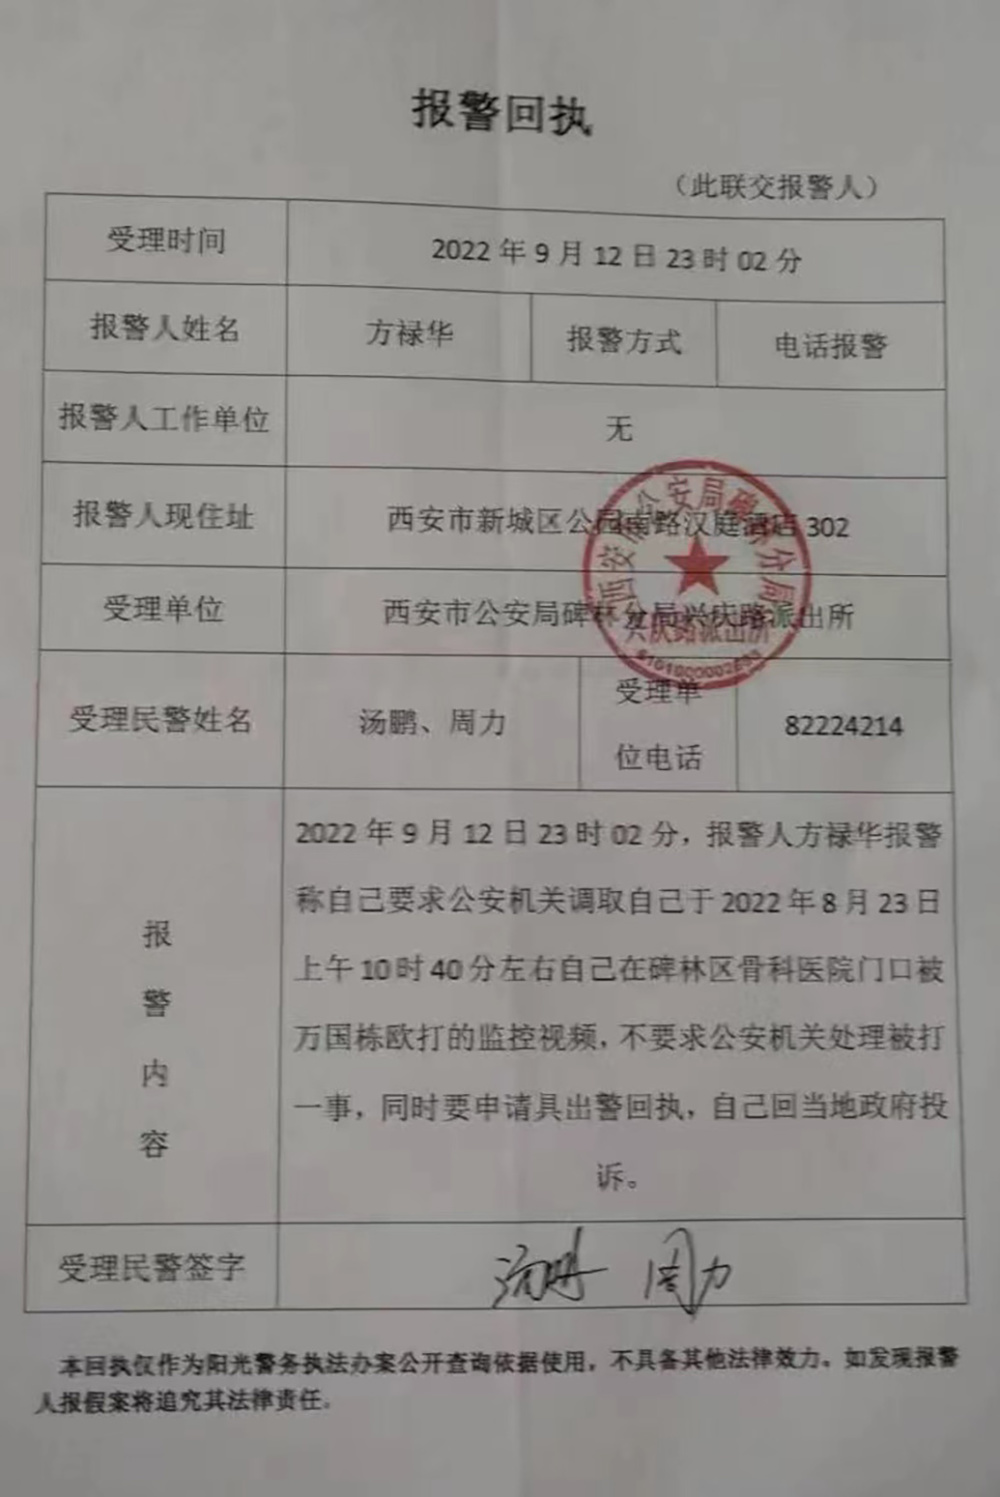 报警回执
（此联交报警人）
受理时间 2022 年 9 月 12 日 23 时 02 分
报警人姓名 方禄华 报警方式 电话报警
报警人工作单位 无
报警人现住址 西安市新城区公园南路汉庭酒店 302
西安市公安局碑林分局
受理单位 西安市公安局碑林分局兴庆路派出所
兴庆路派出所
受理民警姓名 汤鹏、周力 受理单 82224214
位电话
报 2022 年 9 月 12 日 23 时 02 分，报警人方禄华报警
警 称自己要求公安机关调取自己于 2022 年 8 月 23 日
内 上午 10 时 40 分左右自己在碑林区骨科医院门口被
容 万国栋欧打的监控视频，不要求公安机关处理被打
一事，同时要申请具出警回执，自己回当地政府投
诉。
受理民警签字 汤鹏 周力
本回执仅作为阳光警务执法办案公开查询依据使用，不具备其他法律效力。如发现报警
人报假案将追究其法律责任。